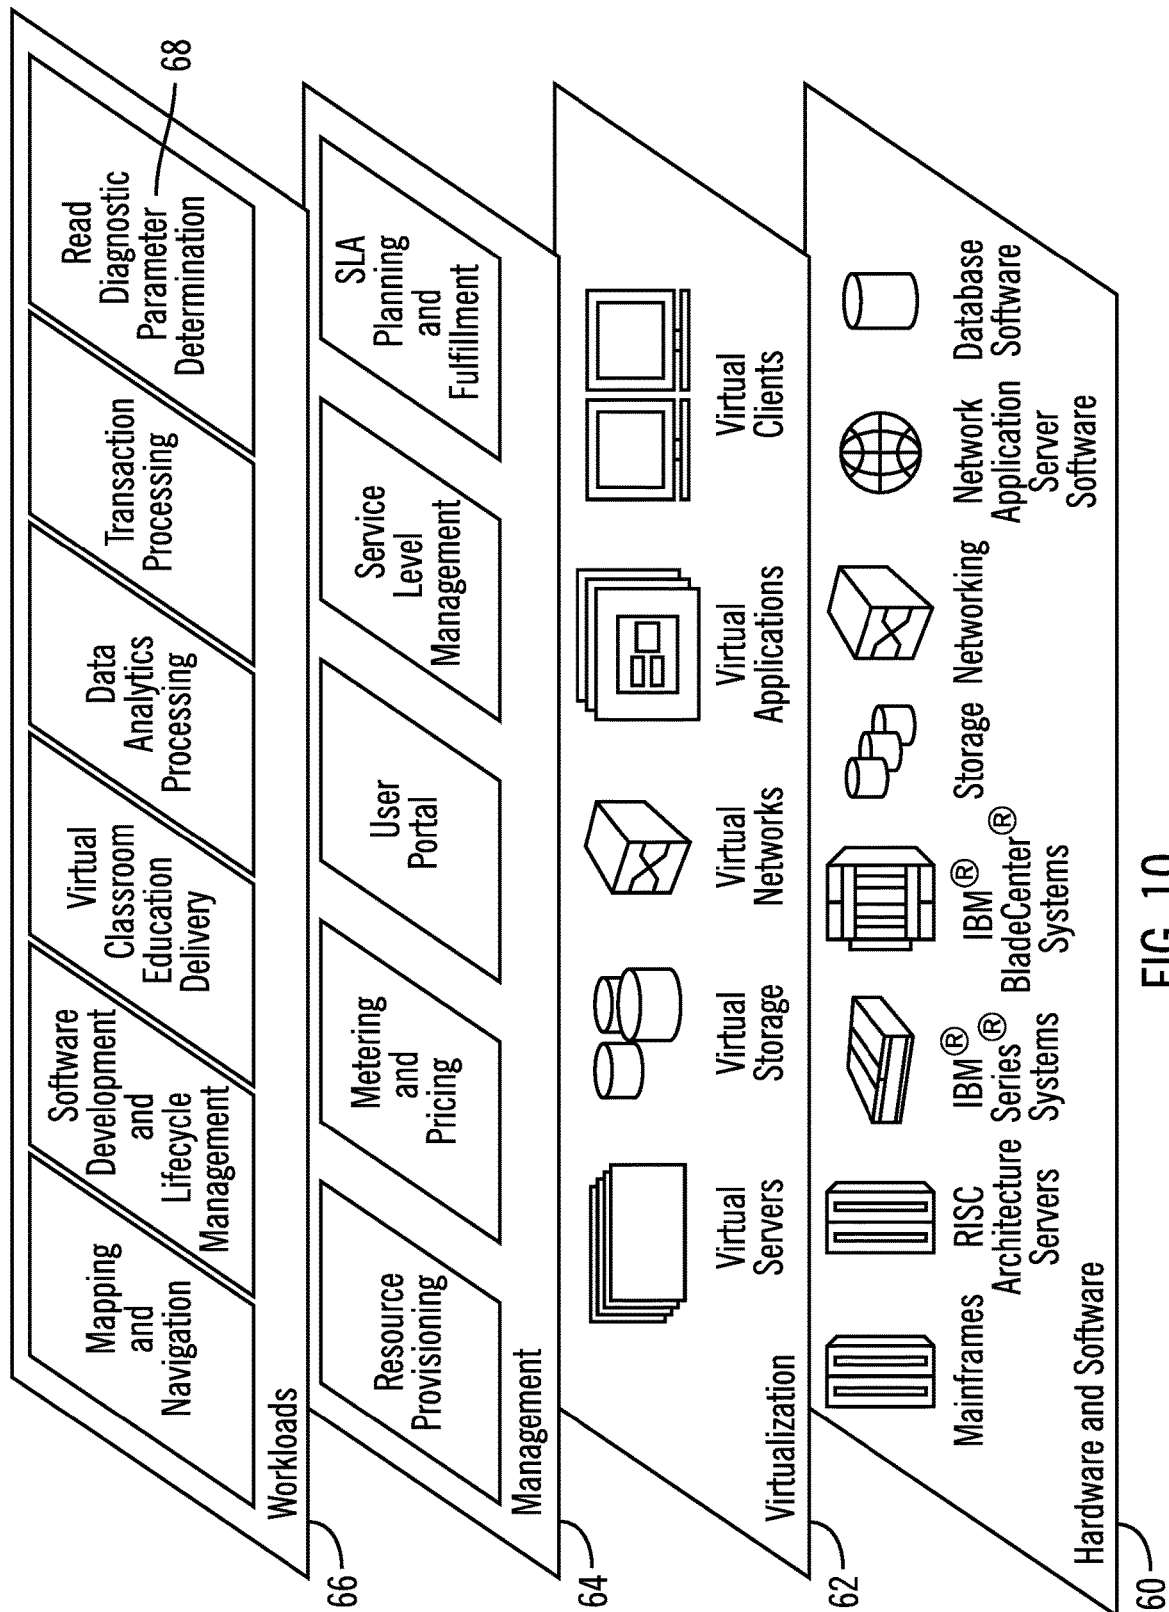 Mapping
and
Navigation
Software
Development
and
Lifecycle
Management
Virtual
Classroom
Education
Delivery
Data
Analytics
Processing
Transaction
Processing
Read
Diagnostic
Parameter
Determination
68
Workloads
66
Resource
Provisioning
Metering
and
Pricing
User
Portal
Service
Level
Management
SLA
Planning
and
Fulfillment
Management
64
Virtual
Servers
Virtual
Storage
Virtual
Networks
Virtual
Applications
Virtual
Clients
Virtualization
62
Mainframes
RISC
Architecture
Servers
IBM®
Series®
Systems
IBM®
BladeCenter®
Systems
Storage
Networking
Network
Application
Server
Software
Database
Software
Hardware and Software
60
FIG. 10